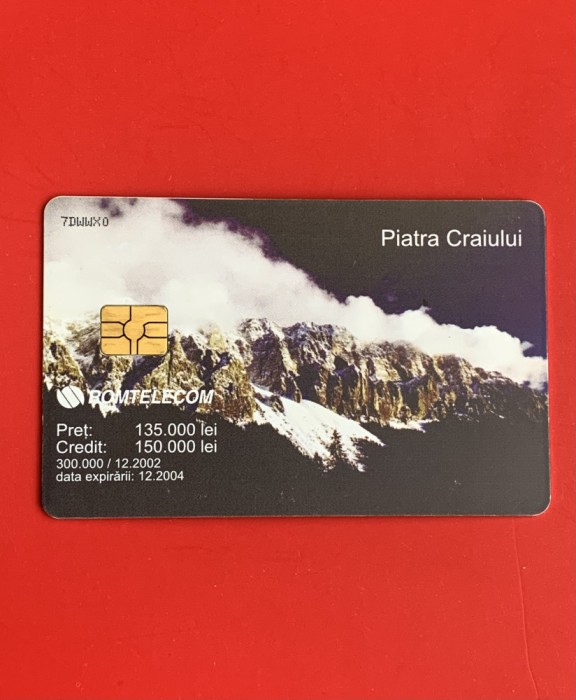 7DWWX0
Piatra Craiului
ROMTELECOM
Preț: 135.000 lei
Credit: 150.000 lei
300.000 / 12.2002
data expirării: 12.2004